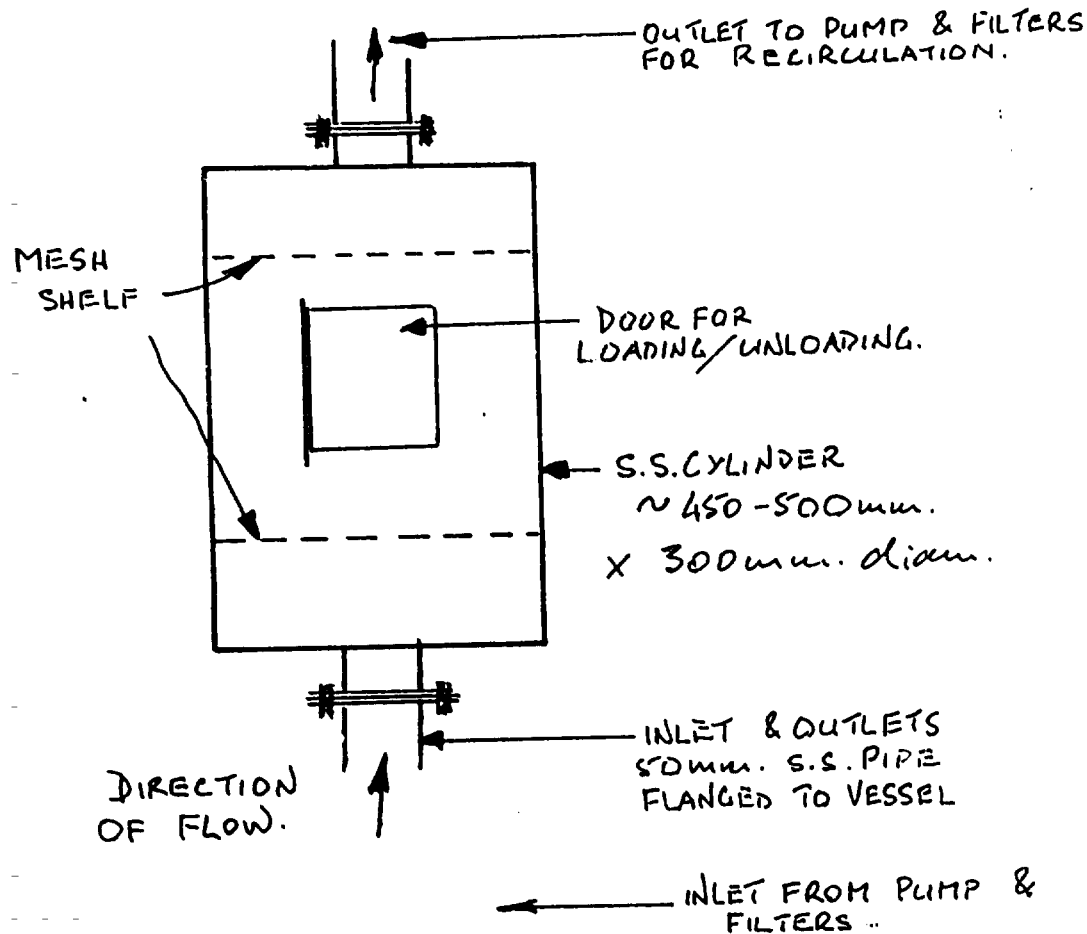 OUTLET TO PUMP & FILTERS
FOR RECIRCULATION.
MESH
SHELF
DOOR FOR
LOADING/UNLOADING.
S.S. CYLINDER
~ 450-500mm.
x 300mm. diam.
INLET & OUTLETS
50mm. S.S. PIPE
FLANGED TO VESSEL
DIRECTION
OF FLOW.
INLET FROM PUMP &
FILTERS ..